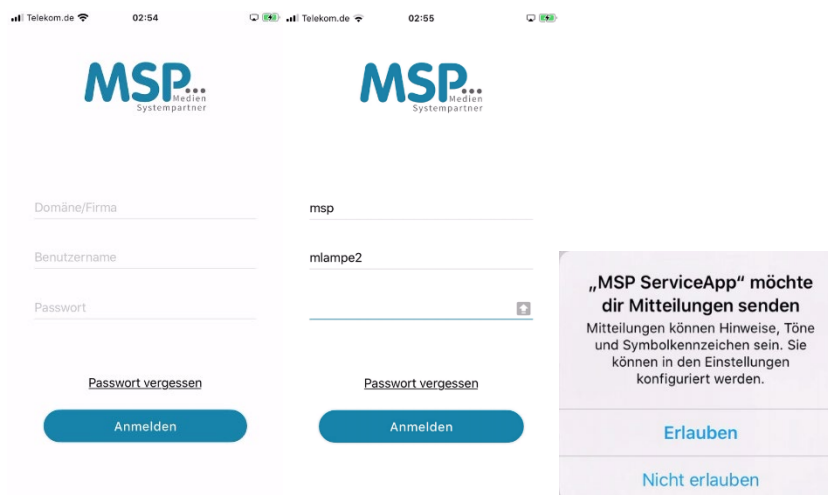 Telekom.de 02:54
MSP...
Medien
Systempartner
Domäne/Firma
Benutzername
Passwort
Passwort vergessen
Anmelden
Telekom.de 02:55
MSP...
Medien
Systempartner
msp
mlampe2
Passwort vergessen
Anmelden
„MSP ServiceApp“ möchte
dir Mitteilungen senden
Mitteilungen können Hinweise, Töne
und Symbolkennzeichen sein. Sie
können in den Einstellungen
konfiguriert werden.
Erlauben
Nicht erlauben